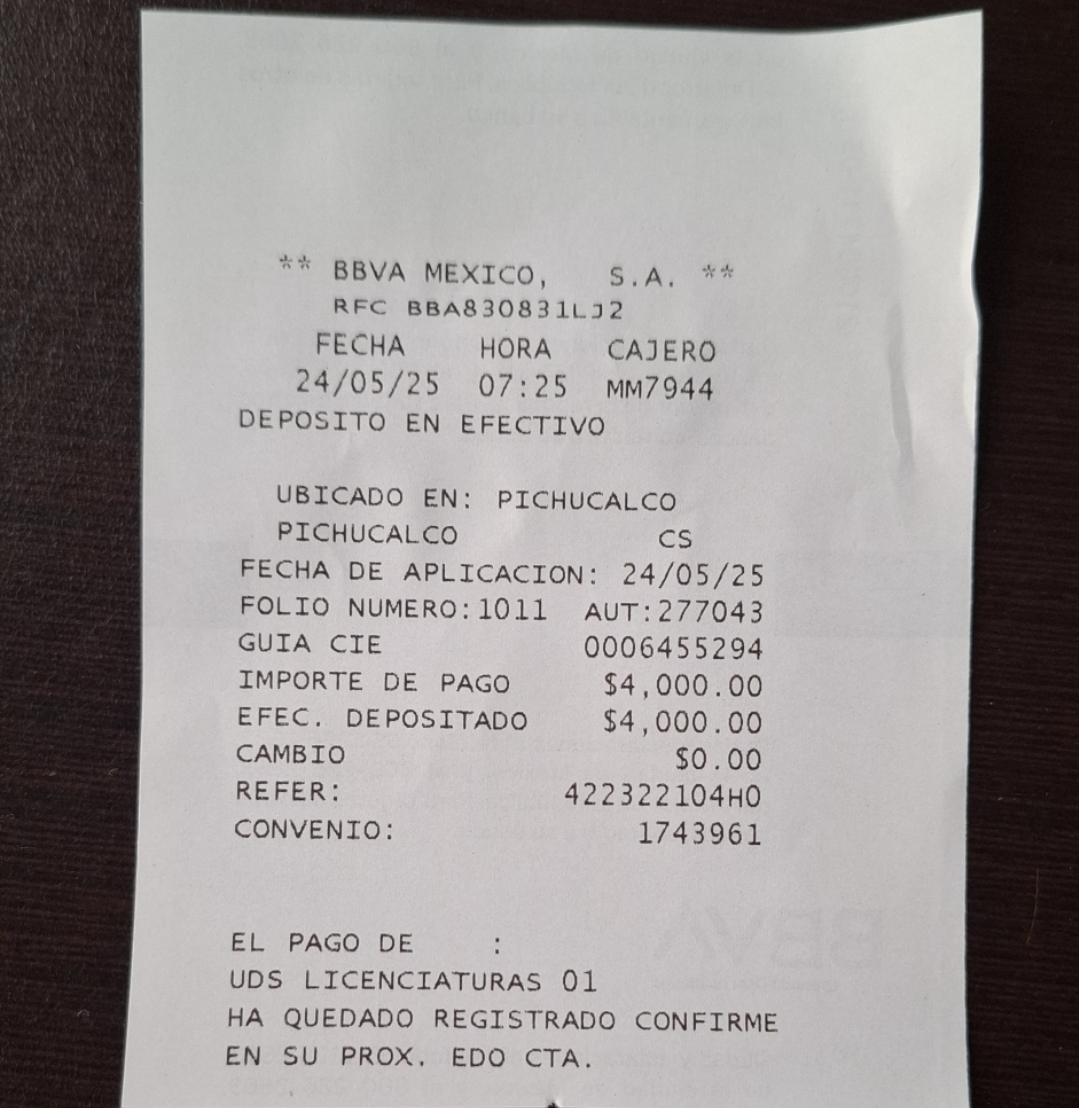 ** BBVA MEXICO, S.A. **
RFC BBA830831LJ2
FECHA HORA CAJERO
24/05/25 07:25 MM7944
DEPOSITO EN EFECTIVO
UBICADO EN: PICHUCALCO
PICHUCALCO CS
FECHA DE APLICACION: 24/05/25
FOLIO NUMERO:1011 AUT:277043
GUIA CIE 0006455294
IMPORTE DE PAGO $4,000.00
EFEC. DEPOSITADO $4,000.00
CAMBIO $0.00
REFER: 422322104H0
CONVENIO: 1743961
EL PAGO DE :
UDS LICENCIATURAS 01
HA QUEDADO REGISTRADO CONFIRME
EN SU PROX. EDO CTA.